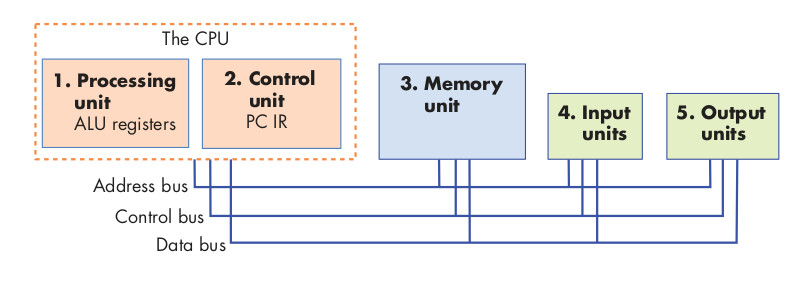 The CPU
1. Processing
unit
ALU registers
2. Control
unit
PC IR
3. Memory
unit
4. Input
units
5. Output
units
Address bus
Control bus
Data bus